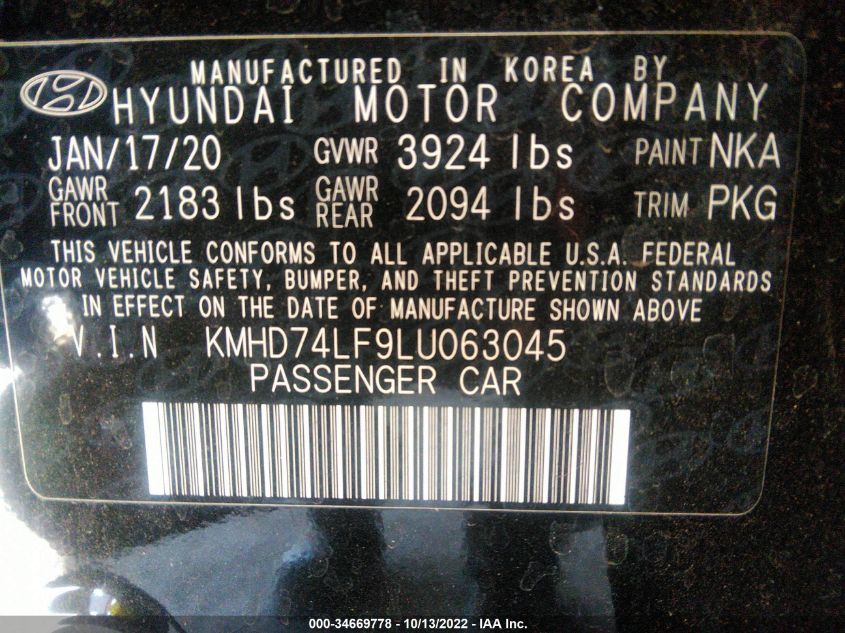 MANUFACTURED IN KOREA BY
HYUNDAI MOTOR COMPANY
JAN/17/20 GVWR 3924 lbs PAINT NKA
GAWR FRONT 2183 lbs GAWR REAR 2094 lbs TRIM PKG
THIS VEHICLE CONFORMS TO ALL APPLICABLE U.S.A. FEDERAL
MOTOR VEHICLE SAFETY, BUMPER, AND THEFT PREVENTION STANDARDS
IN EFFECT ON THE DATE OF MANUFACTURE SHOWN ABOVE
V.I.N KMHD74LF9LU063045
PASSENGER CAR
000-34669778 - 10/13/2022 - IAA Inc.